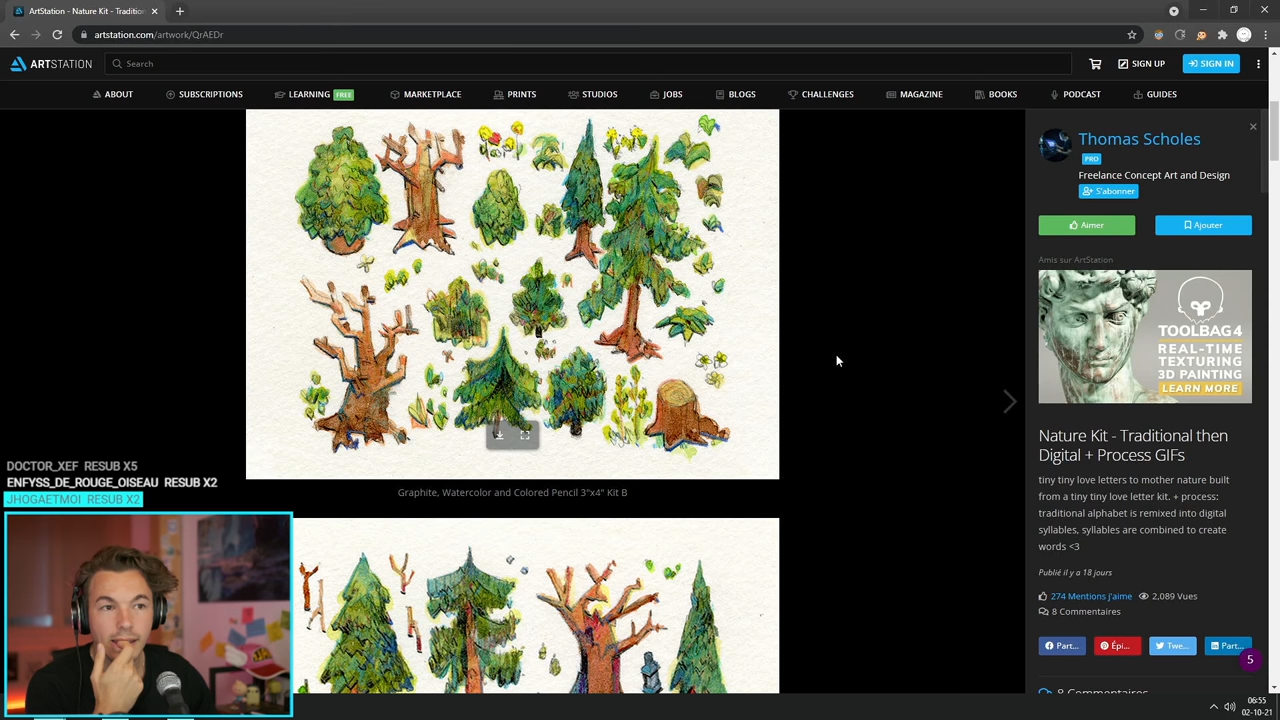 ArtStation - Nature Kit - Tradition
artstation.com/artwork/QrAEDr
ARTSTATION
Search
SIGN UP
SIGN IN
ABOUT
SUBSCRIPTIONS
LEARNING FREE
MARKETPLACE
PRINTS
STUDIOS
JOBS
BLOGS
CHALLENGES
MAGAZINE
BOOKS
PODCAST
GUIDES
Thomas Scholes
PRO
Freelance Concept Art and Design
S'abonner
Aimer
Ajouter
Amis sur ArtStation
TOOLBAG 4
REAL-TIME
TEXTURING
3D PAINTING
LEARN MORE
Nature Kit - Traditional then
Digital + Process GIFs
tiny tiny love letters to mother nature built
from a tiny tiny love letter kit. + process:
traditional alphabet is remixed into digital
syllables, syllables are combined to create
words <3
Publié il y a 18 jours
274 Mentions j'aime 2,089 Vues
8 Commentaires
Part...
Épi...
Twe...
Part...
5
8 Commentaires
Graphite, Watercolor and Colored Pencil 3"x4" Kit B
DOCTOR_XEF RESUB X5
ENFYSS_DE_ROUGE_OISEAU RESUB X2
JHOGAETMOI RESUB X2
06:55
02-10-21